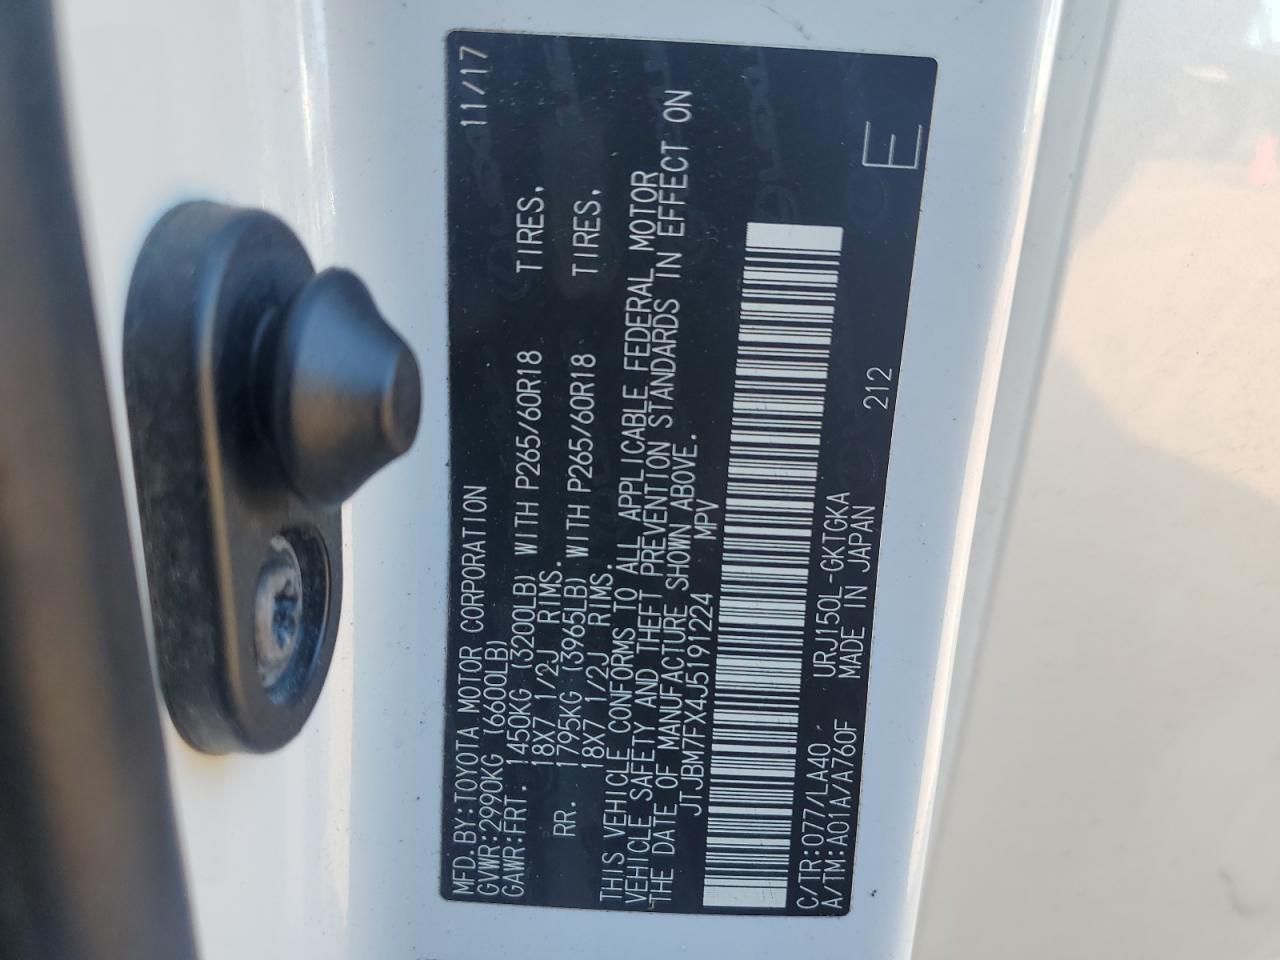 MFD.BY:TOYOTA MOTOR CORPORATION 11/17
GVWR:2990KG (6600LB)
GAWR:FRT. 1450KG (3200LB) WITH P265/60R18 TIRES,
18X7 1/2J RIMS.
RR. 1795KG (3965LB) WITH P265/60R18 TIRES,
18X7 1/2J RIMS.
THIS VEHICLE CONFORMS TO ALL APPLICABLE FEDERAL MOTOR
VEHICLE SAFETY AND THEFT PREVENTION STANDARDS IN EFFECT ON
THE DATE OF MANUFACTURE SHOWN ABOVE.
JTJBM7FX4J5191224 MPV
C/TR:077/LA40 URJ150L-GKTGKA 212
A/TM:A01A/A760F MADE IN JAPAN
E